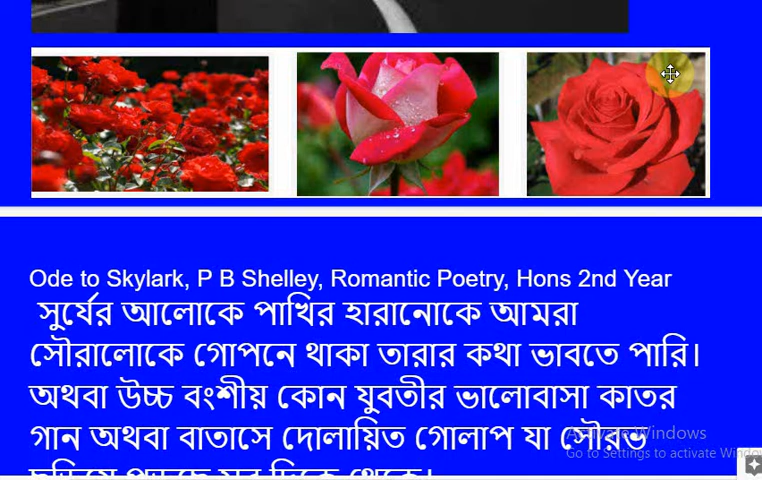 Ode to Skylark, P B Shelley, Romantic Poetry, Hons 2nd Year
সুর্যের আলোকে পাখির হারানোকে আমরা
সৌরালোকে গোপনে থাকা তারার কথা ভাবতে পারি।
অথবা উচ্চ বংশীয় কোন যুবতীর ভালোবাসা কাতর
গান অথবা বাতাসে দোলায়িত গোলাপ যা সৌরভ
Activate Windows
Go to Settings to activate Windo